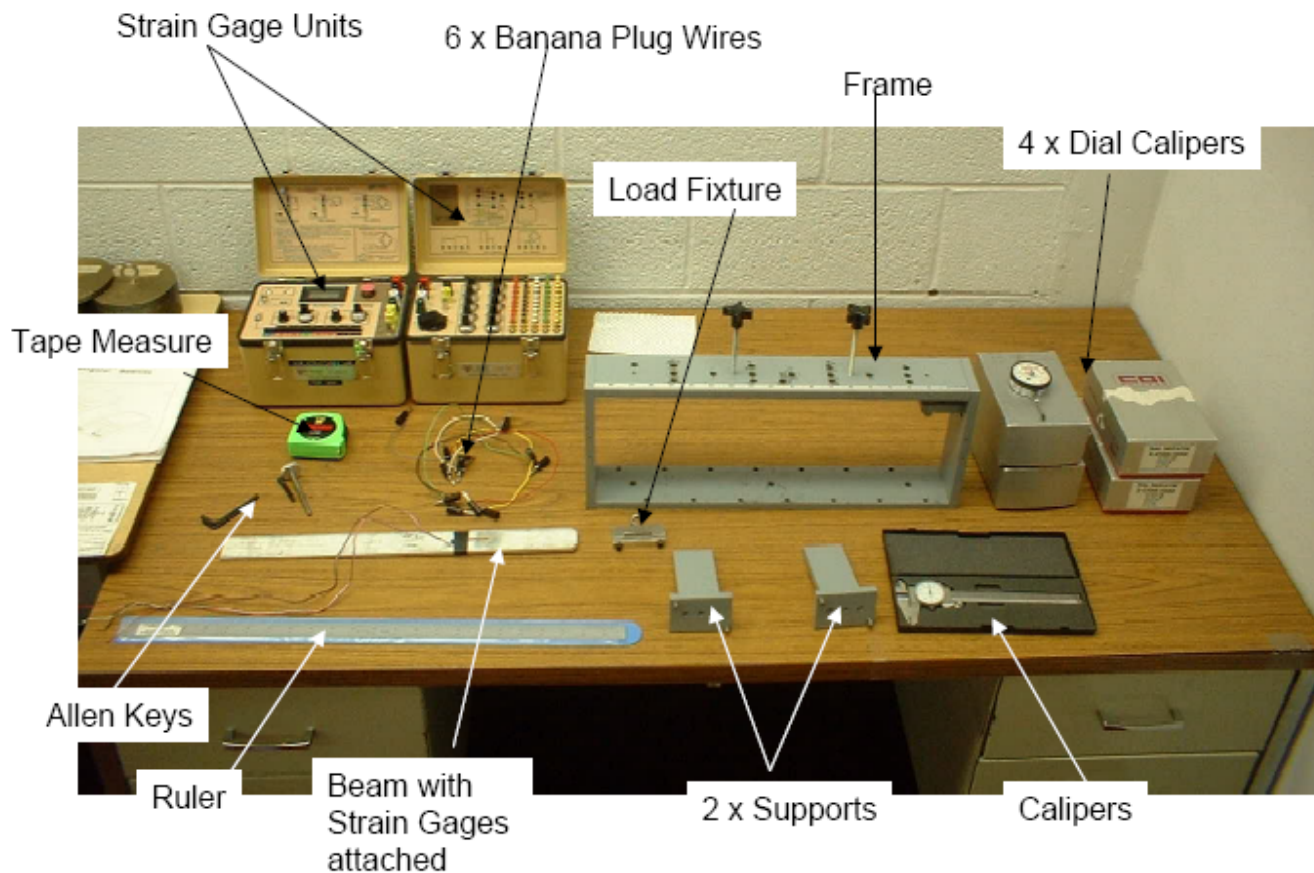 Strain Gage Units
6 x Banana Plug Wires
Frame
4 x Dial Calipers
Load Fixture
Tape Measure
CDI
Allen Keys
Ruler
Beam with
Strain Gages
attached
2 x Supports
Calipers